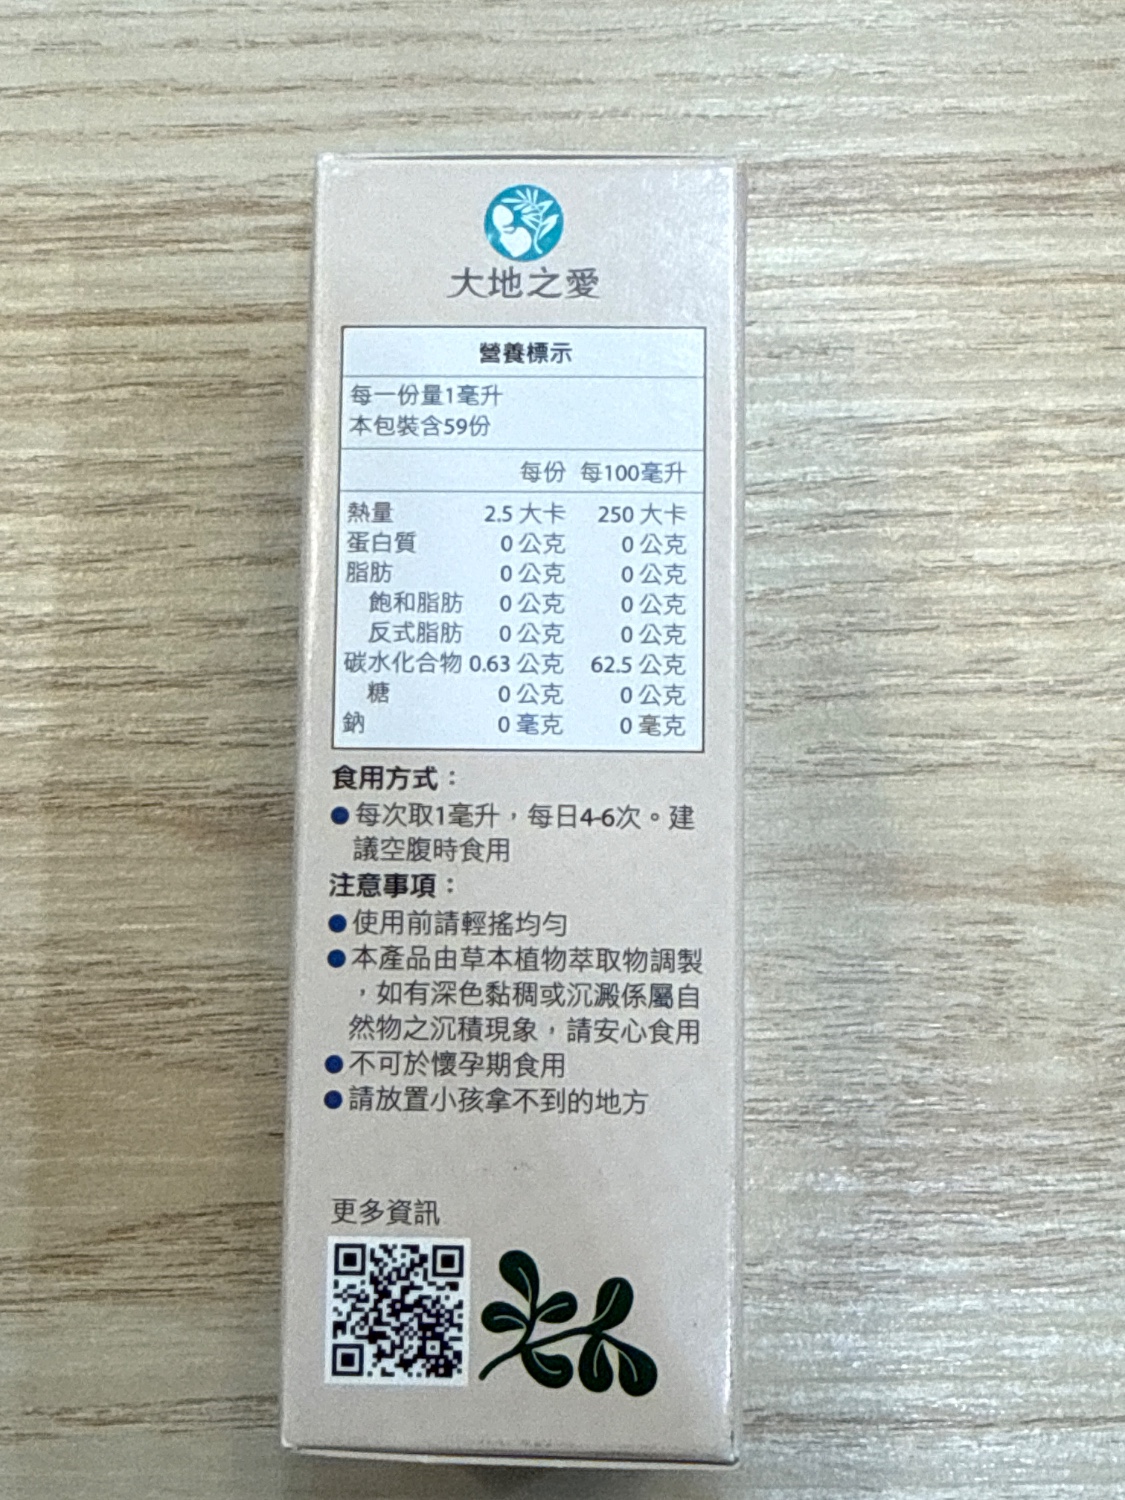 大地之愛
營養標示
每一份量1毫升
本包裝含59份
每份 每100毫升
熱量 2.5 大卡 250 大卡
蛋白質 0 公克 0 公克
脂肪 0 公克 0 公克
飽和脂肪 0 公克 0 公克
反式脂肪 0 公克 0 公克
碳水化合物 0.63 公克 62.5 公克
糖 0 公克 0 公克
鈉 0 毫克 0 毫克
食用方式：
●每次取1毫升，每日4-6次。建
議空腹時食用
注意事項：
●使用前請輕搖均勻
●本產品由草本植物萃取物調製
，如有深色黏稠或沉澱係屬自
然物之沉積現象，請安心食用
●不可於懷孕期食用
●請放置小孩拿不到的地方
更多資訊